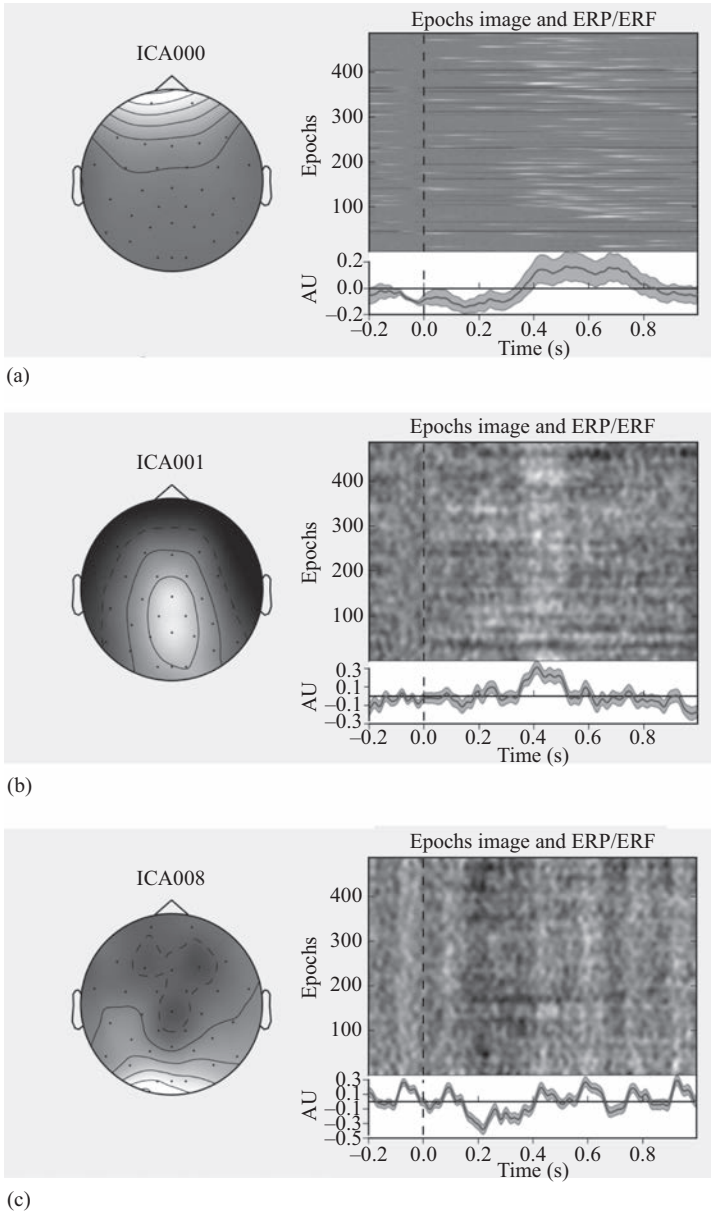 Epochs image and ERP/ERF
ICA000
400
300
200
100
Epochs
0.2
0.0
–0.2
AU
–0.2 0.0 0.2 0.4 0.6 0.8
Time (s)
(a)
Epochs image and ERP/ERF
ICA001
400
300
200
100
Epochs
0.3
0.1
–0.1
–0.3
AU
–0.2 0.0 0.2 0.4 0.6 0.8
Time (s)
(b)
Epochs image and ERP/ERF
ICA008
400
300
200
100
Epochs
0.3
0.1
–0.1
–0.3
–0.5
AU
–0.2 0.0 0.2 0.4 0.6 0.8
Time (s)
(c)